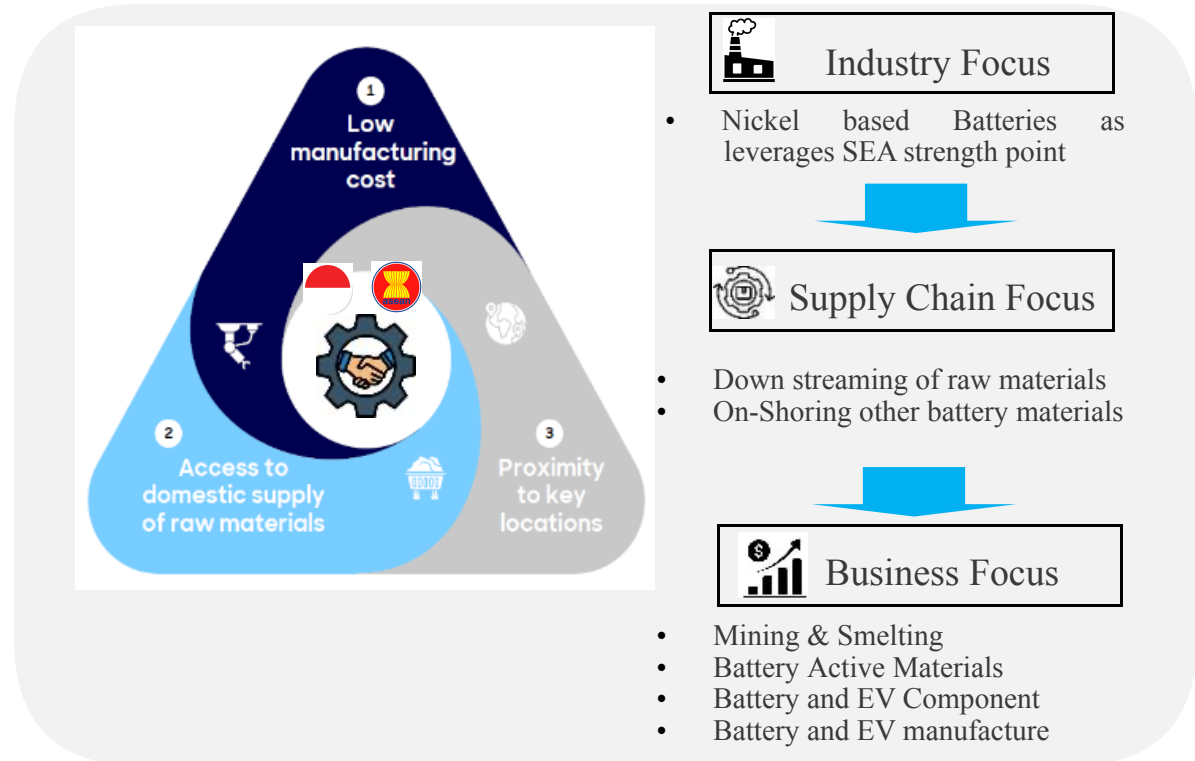 1
Low
manufacturing
cost
2
Access to
domestic supply
of raw materials
3
Proximity
to key
locations
asean
Industry Focus
• Nickel based Batteries as
leverages SEA strength point
Supply Chain Focus
• Down streaming of raw materials
• On-Shoring other battery materials
$
Business Focus
• Mining & Smelting
• Battery Active Materials
• Battery and EV Component
• Battery and EV manufacture